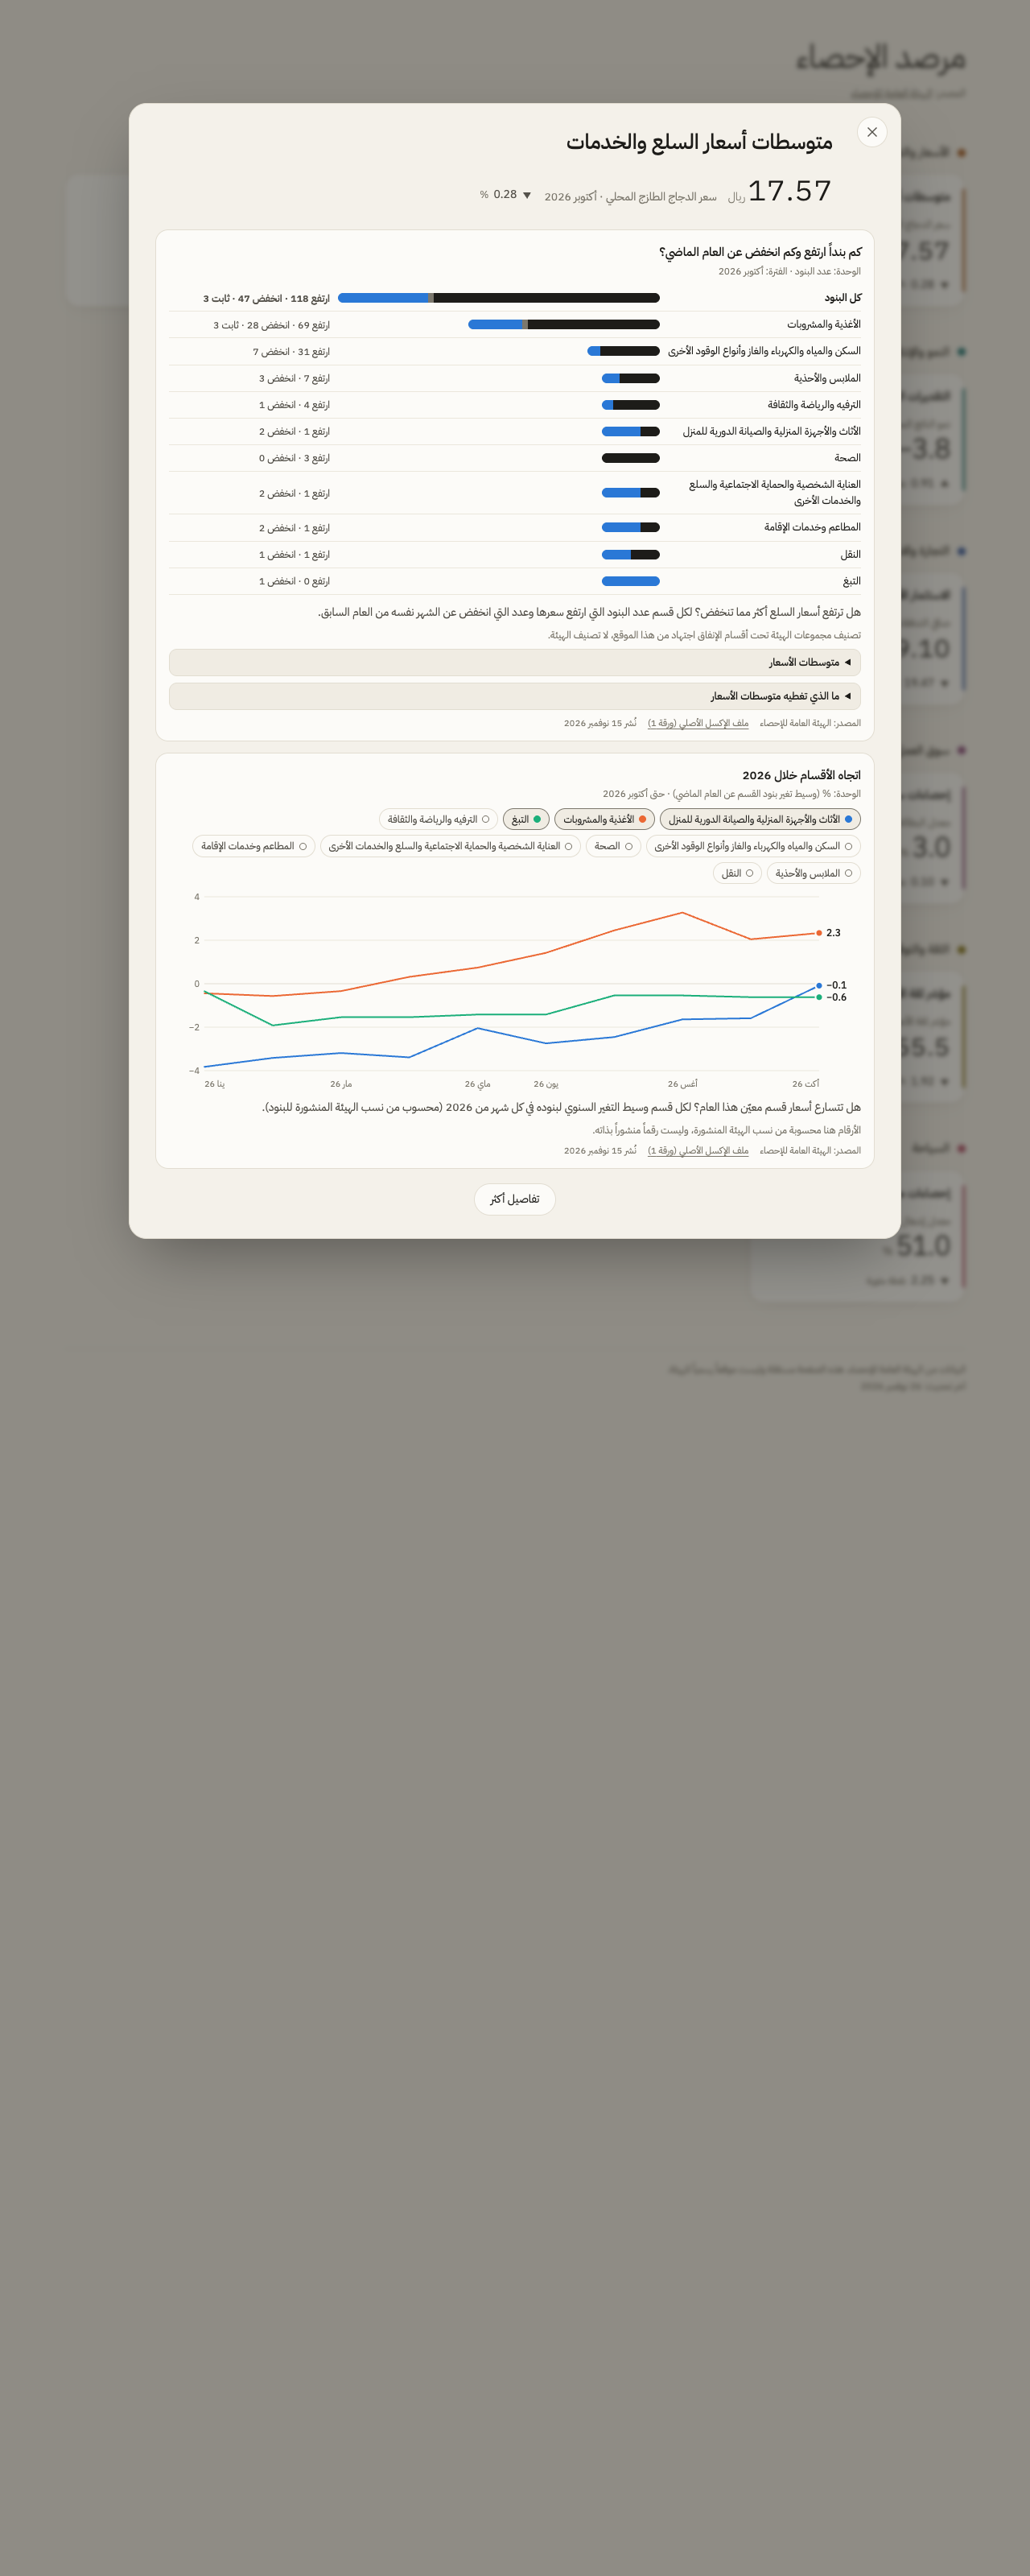 مرصد الإحصاء
متوسطات أسعار السلع والخدمات
17.57 ريال سعر الدجاج الطازج المحلي · أكتوبر 2026 ▼ 0.28 %
كم بنداً ارتفع وكم انخفض عن العام الماضي؟
الوحدة: عدد البنود · الفترة: أكتوبر 2026
كل البنود ارتفع 118 · انخفض 47 · ثابت 3
الأغذية والمشروبات ارتفع 69 · انخفض 28 · ثابت 3
السكن والمياه والكهرباء والغاز وأنواع الوقود الأخرى ارتفع 31 · انخفض 7
الملابس والأحذية ارتفع 7 · انخفض 3
الترفيه والرياضة والثقافة ارتفع 4 · انخفض 1
الأثاث والأجهزة المنزلية والصيانة الدورية للمنزل ارتفع 1 · انخفض 2
الصحة ارتفع 3 · انخفض 0
العناية الشخصية والحماية الاجتماعية والسلع
والخدمات الأخرى ارتفع 1 · انخفض 2
المطاعم وخدمات الإقامة ارتفع 1 · انخفض 2
النقل ارتفع 1 · انخفض 1
التبغ ارتفع 0 · انخفض 1
هل ترتفع أسعار السلع أكثر مما تنخفض؟ لكل قسم عدد البنود التي ارتفع سعرها وعدد التي انخفض عن الشهر نفسه من العام السابق.
تصنيف مجموعات الهيئة تحت أقسام الإنفاق اجتهاد من هذا الموقع، لا تصنيف الهيئة.
متوسطات الأسعار
ما الذي تغطيه متوسطات الأسعار
المصدر: الهيئة العامة للإحصاء ملف الإكسل الأصلي (ورقة 1) نُشر 15 نوفمبر 2026
اتجاه الأقسام خلال 2026
الوحدة: % (وسيط تغير بنود القسم عن العام الماضي) · حتى أكتوبر 2026
الأثاث والأجهزة المنزلية والصيانة الدورية للمنزل الأغذية والمشروبات التبغ الترفيه والرياضة والثقافة
السكن والمياه والكهرباء والغاز وأنواع الوقود الأخرى الصحة العناية الشخصية والحماية الاجتماعية والسلع والخدمات الأخرى المطاعم وخدمات الإقامة
الملابس والأحذية النقل
4
2
0
−2
−4
2.3
−0.1
−0.6
ينا 26 مار 26 ماي 26 يون 26 أغس 26 أكت 26
هل تتسارع أسعار قسم معيّن هذا العام؟ لكل قسم وسيط التغير السنوي لبنوده في كل شهر من 2026 (محسوب من نسب الهيئة المنشورة للبنود).
الأرقام هنا محسوبة من نسب الهيئة المنشورة، وليست رقماً منشوراً بذاته.
المصدر: الهيئة العامة للإحصاء ملف الإكسل الأصلي (ورقة 1) نُشر 15 نوفمبر 2026
تفاصيل أكثر
3.0
51.0